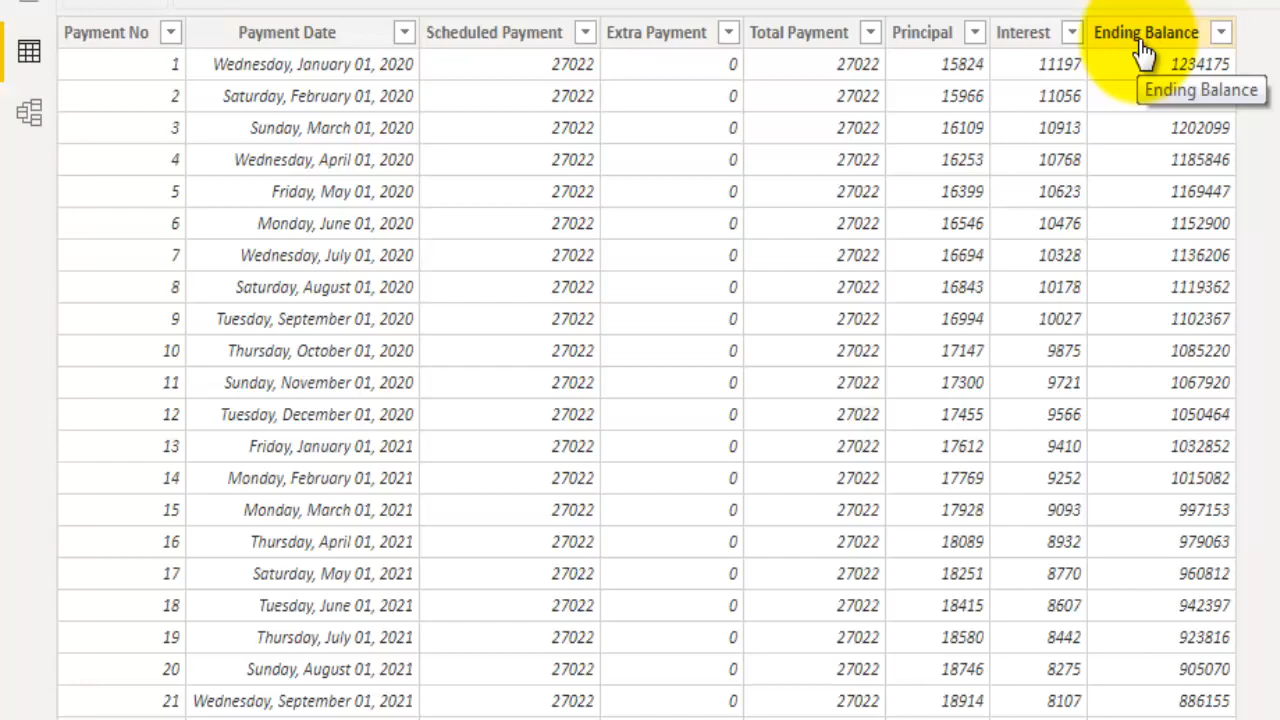 Payment No Payment Date Scheduled Payment Extra Payment Total Payment Principal Interest Ending Balance
1 Wednesday, January 01, 2020 27022 0 27022 15824 11197 1234175
2 Saturday, February 01, 2020 27022 0 27022 15966 11056
Ending Balance
3 Sunday, March 01, 2020 27022 0 27022 16109 10913 1202099
4 Wednesday, April 01, 2020 27022 0 27022 16253 10768 1185846
5 Friday, May 01, 2020 27022 0 27022 16399 10623 1169447
6 Monday, June 01, 2020 27022 0 27022 16546 10476 1152900
7 Wednesday, July 01, 2020 27022 0 27022 16694 10328 1136206
8 Saturday, August 01, 2020 27022 0 27022 16843 10178 1119362
9 Tuesday, September 01, 2020 27022 0 27022 16994 10027 1102367
10 Thursday, October 01, 2020 27022 0 27022 17147 9875 1085220
11 Sunday, November 01, 2020 27022 0 27022 17300 9721 1067920
12 Tuesday, December 01, 2020 27022 0 27022 17455 9566 1050464
13 Friday, January 01, 2021 27022 0 27022 17612 9410 1032852
14 Monday, February 01, 2021 27022 0 27022 17769 9252 1015082
15 Monday, March 01, 2021 27022 0 27022 17928 9093 997153
16 Thursday, April 01, 2021 27022 0 27022 18089 8932 979063
17 Saturday, May 01, 2021 27022 0 27022 18251 8770 960812
18 Tuesday, June 01, 2021 27022 0 27022 18415 8607 942397
19 Thursday, July 01, 2021 27022 0 27022 18580 8442 923816
20 Sunday, August 01, 2021 27022 0 27022 18746 8275 905070
21 Wednesday, September 01, 2021 27022 0 27022 18914 8107 886155